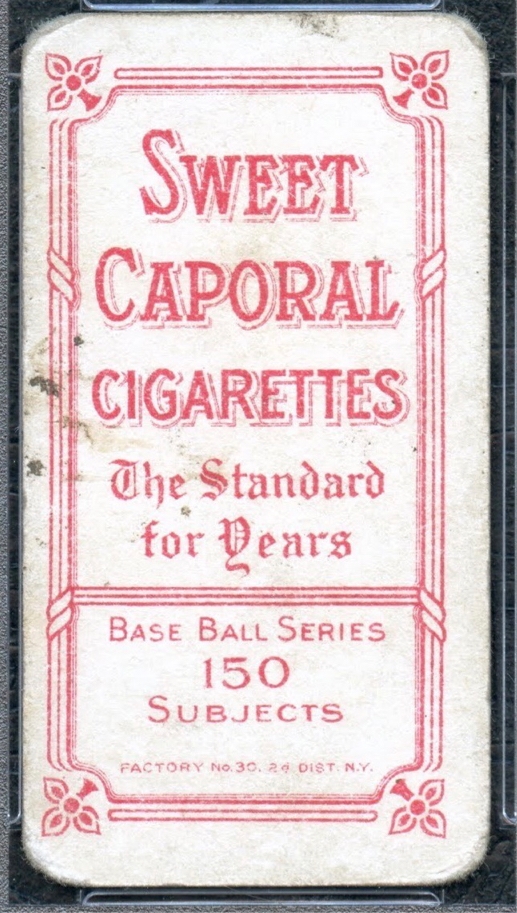 SWEET
CAPORAL
CIGARETTES
The Standard
for Years
BASE BALL SERIES
150
SUBJECTS
FACTORY No. 30. 2d DIST. N.Y.